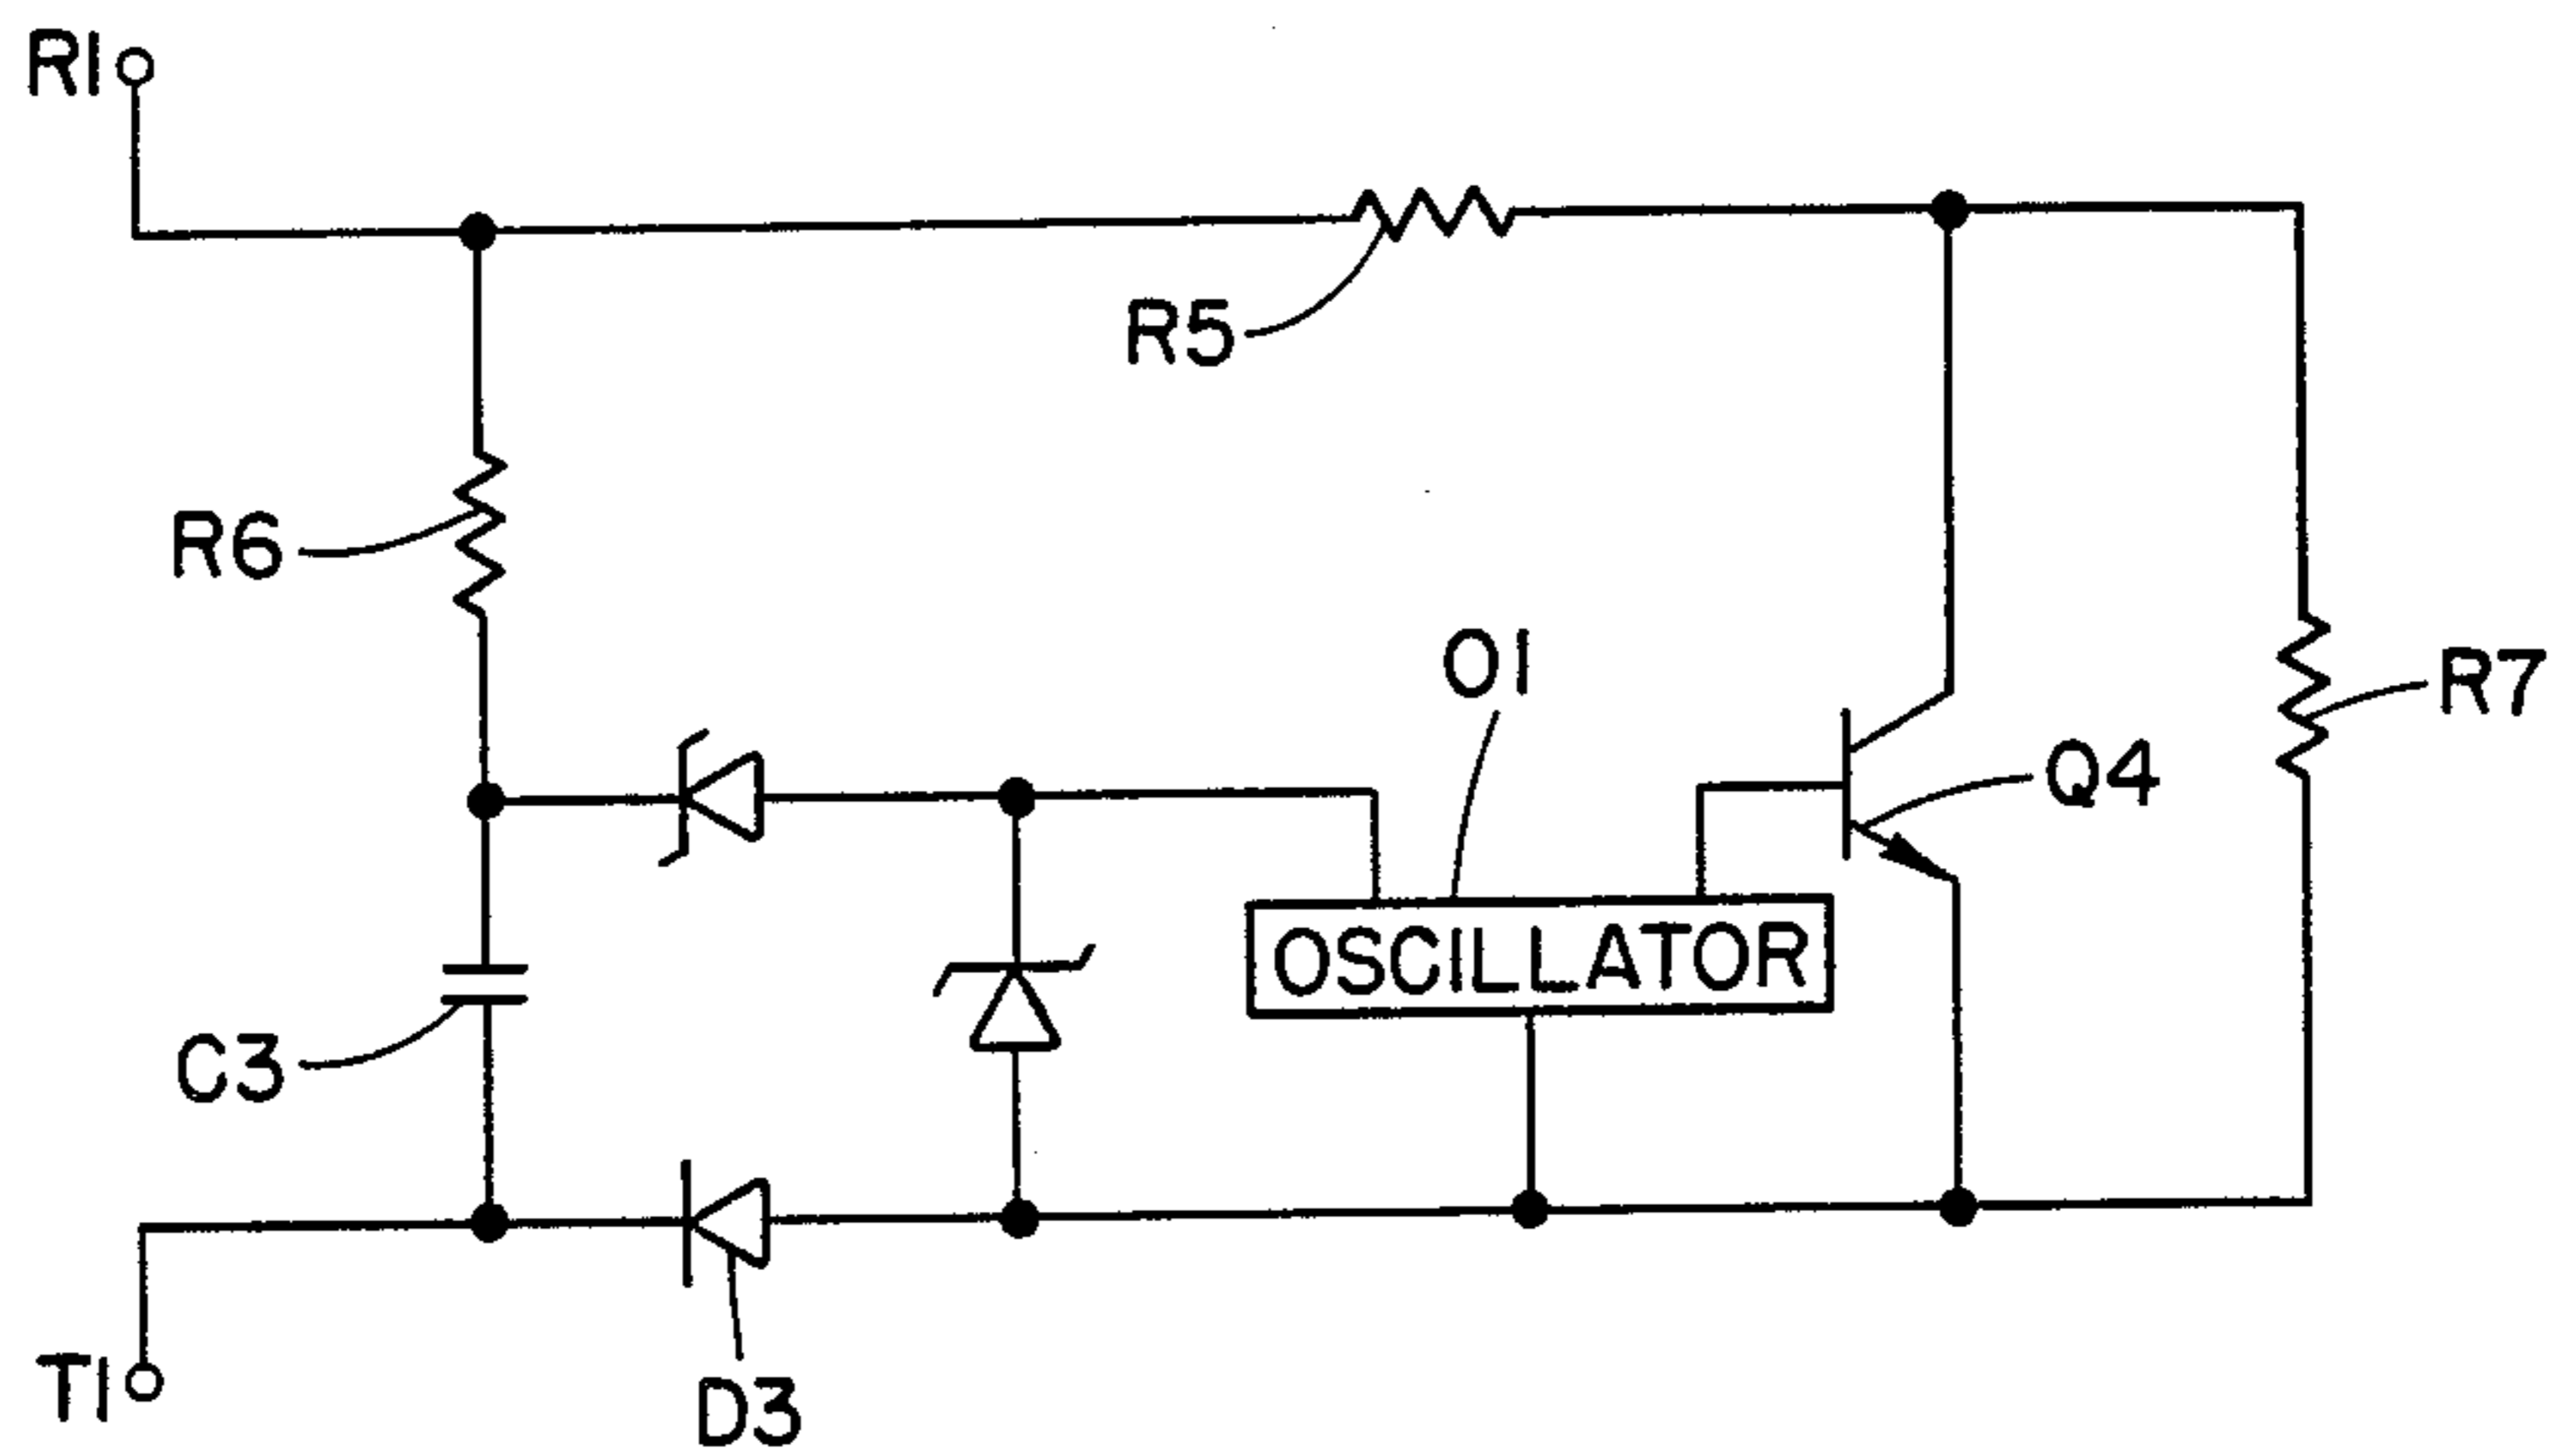 R1
R5
R6
O1
R7
Q4
OSCILLATOR
C3
T1
D3